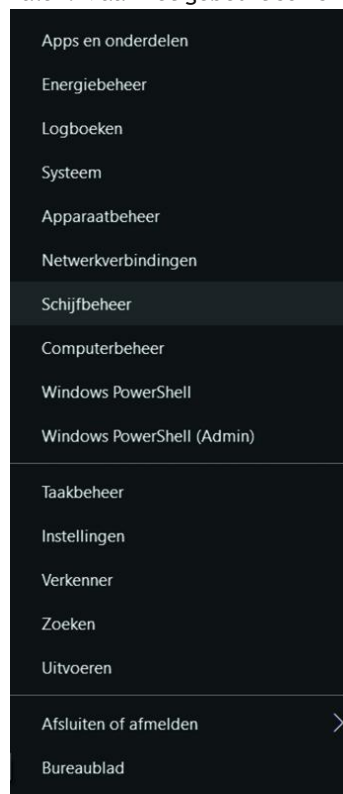 Apps en onderdelen
Energiebeheer
Logboeken
Systeem
Apparaatbeheer
Netwerkverbindingen
Schijfbeheer
Computerbeheer
Windows PowerShell
Windows PowerShell (Admin)
Taakbeheer
Instellingen
Verkenner
Zoeken
Uitvoeren
Afsluiten of afmelden
Bureaublad